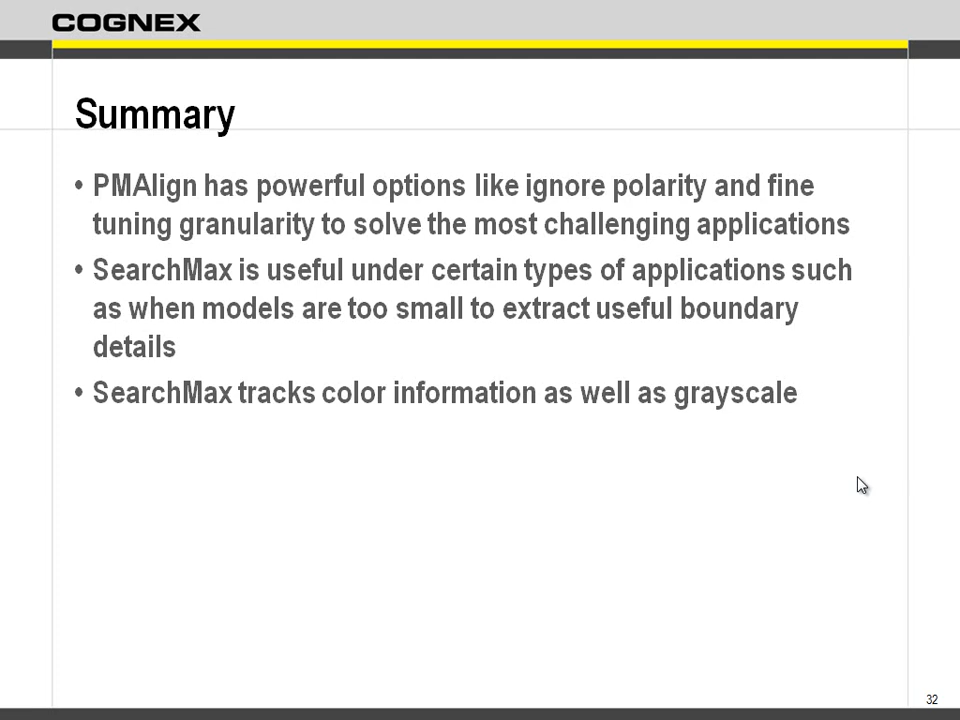 COGNEX
Summary
• PMAlign has powerful options like ignore polarity and fine
tuning granularity to solve the most challenging applications
• SearchMax is useful under certain types of applications such
as when models are too small to extract useful boundary
details
• SearchMax tracks color information as well as grayscale
32